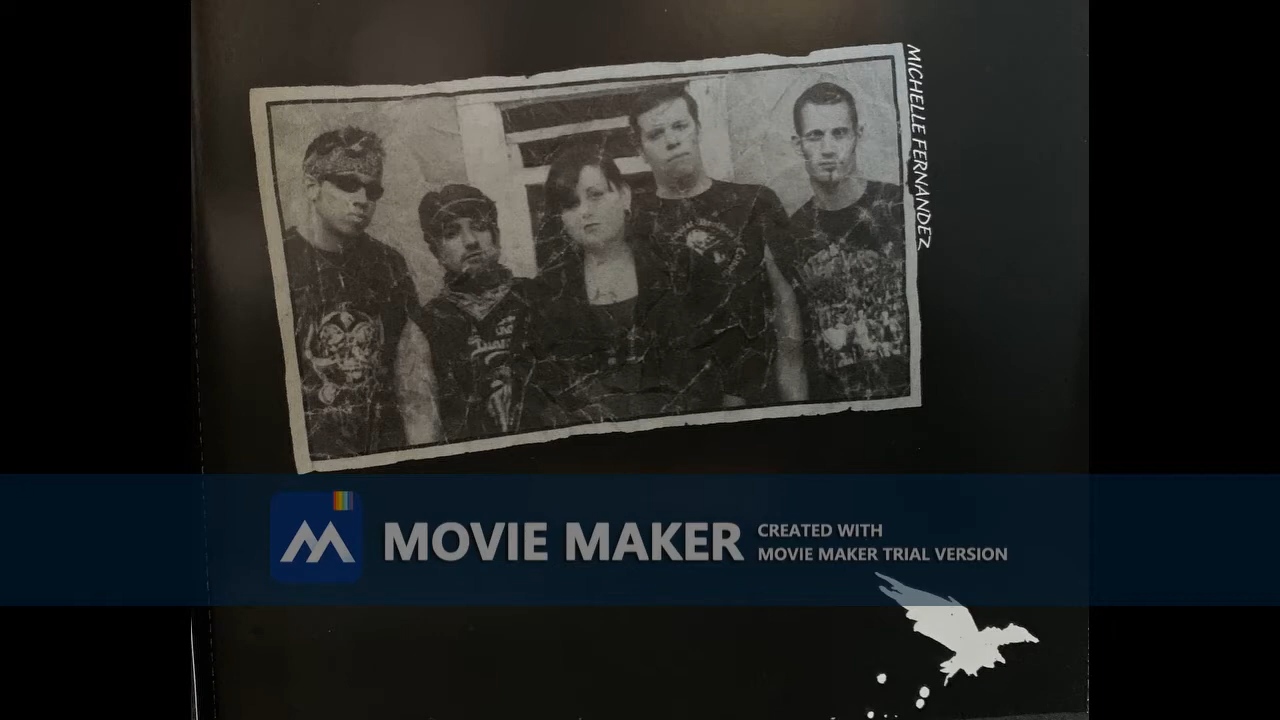 MICHELLE FERNANDEZ
MOVIE MAKER
CREATED WITH
MOVIE MAKER TRIAL VERSION